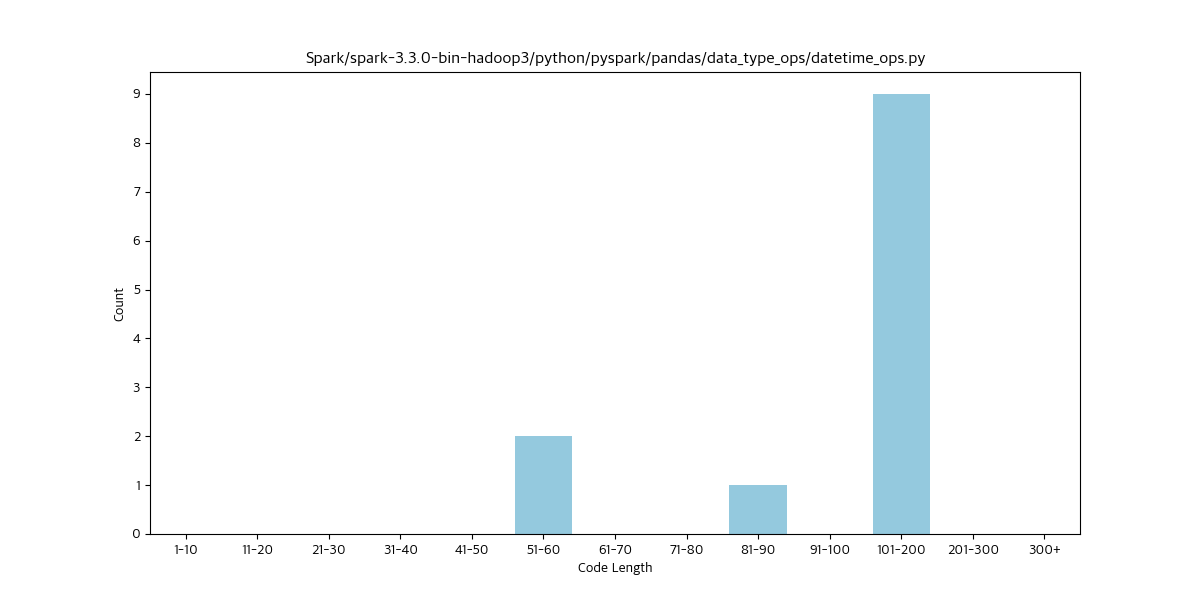 Spark/spark-3.3.0-bin-hadoop3/python/pyspark/pandas/data_type_ops/datetime_ops.py
9
8
7
6
5
4
3
2
1
0
Count
1-10 11-20 21-30 31-40 41-50 51-60 61-70 71-80 81-90 91-100 101-200 201-300 300+
Code Length